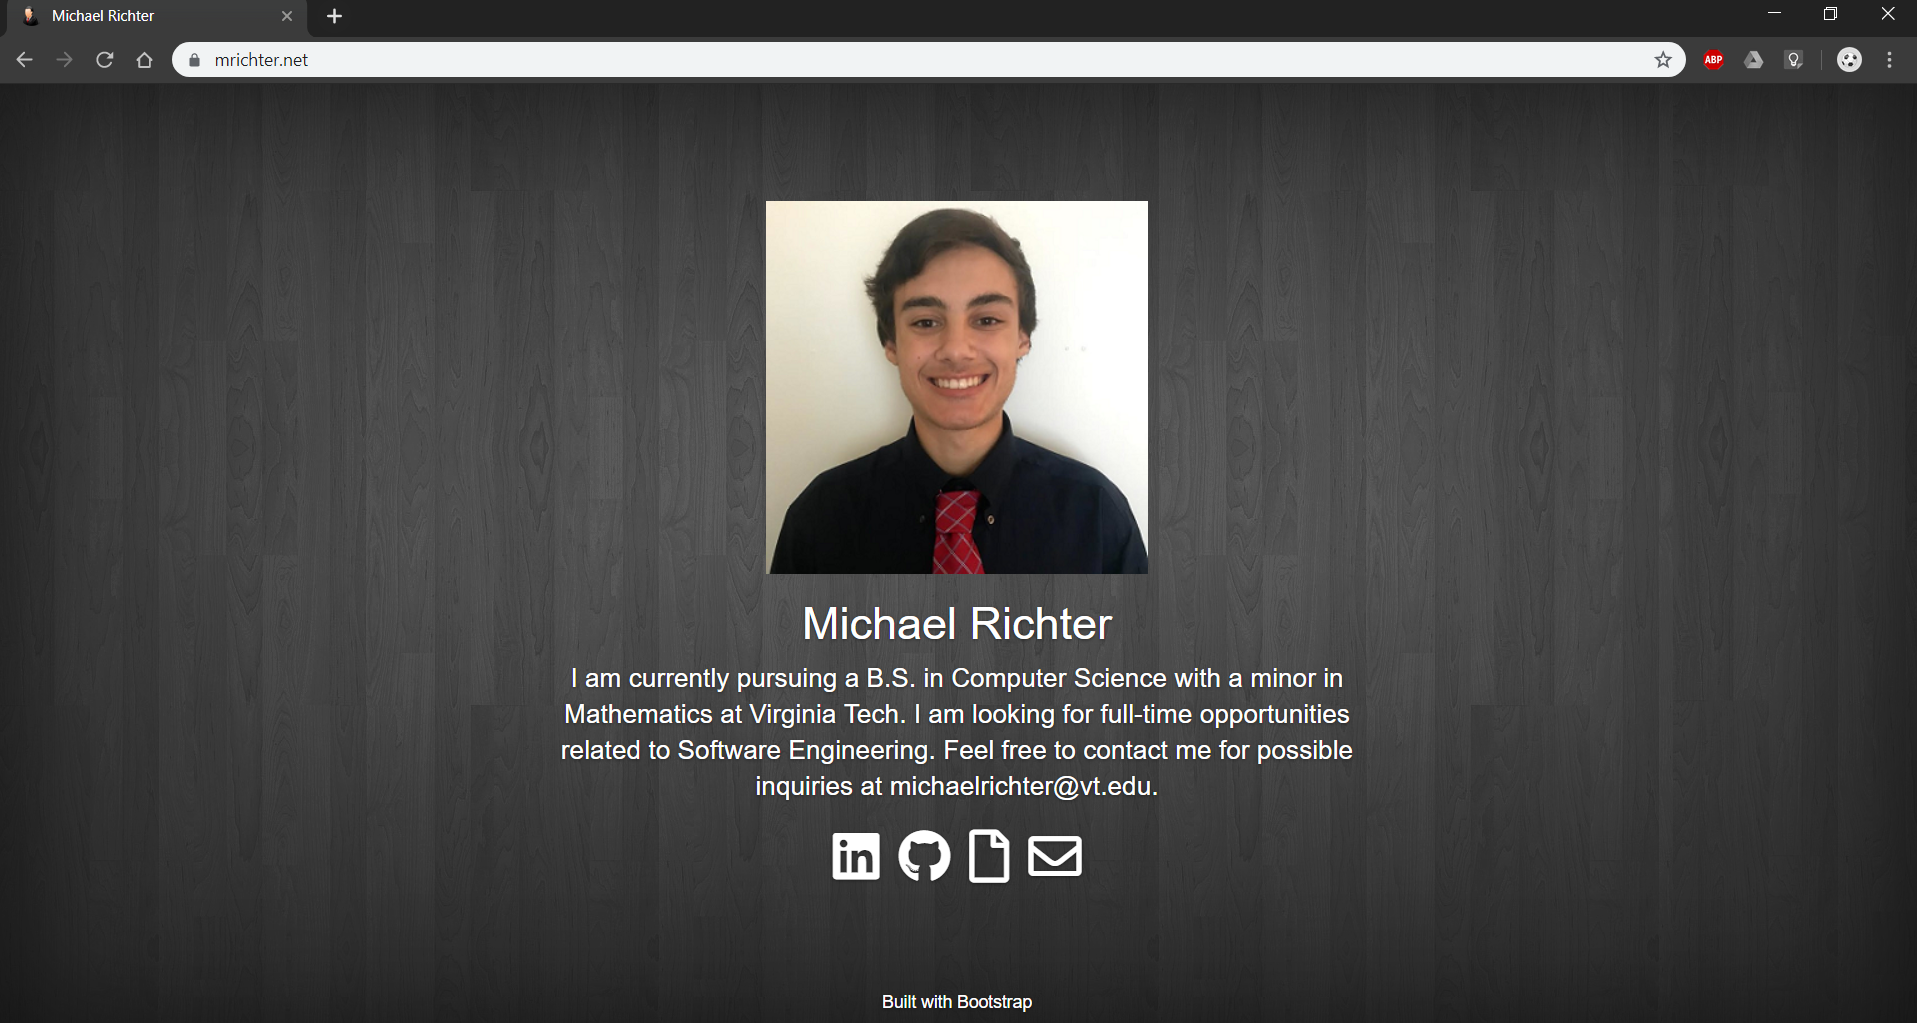 Michael Richter
mrichter.net
ABP
Michael Richter
I am currently pursuing a B.S. in Computer Science with a minor in
Mathematics at Virginia Tech. I am looking for full-time opportunities
related to Software Engineering. Feel free to contact me for possible
inquiries at michaelrichter@vt.edu.
in
Built with Bootstrap